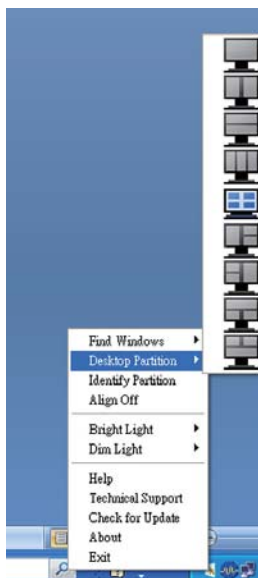 Find Windows
Desktop Partition
Identify Partition
Align Off
Bright Light
Dim Light
Help
Technical Support
Check for Update
About
Exit